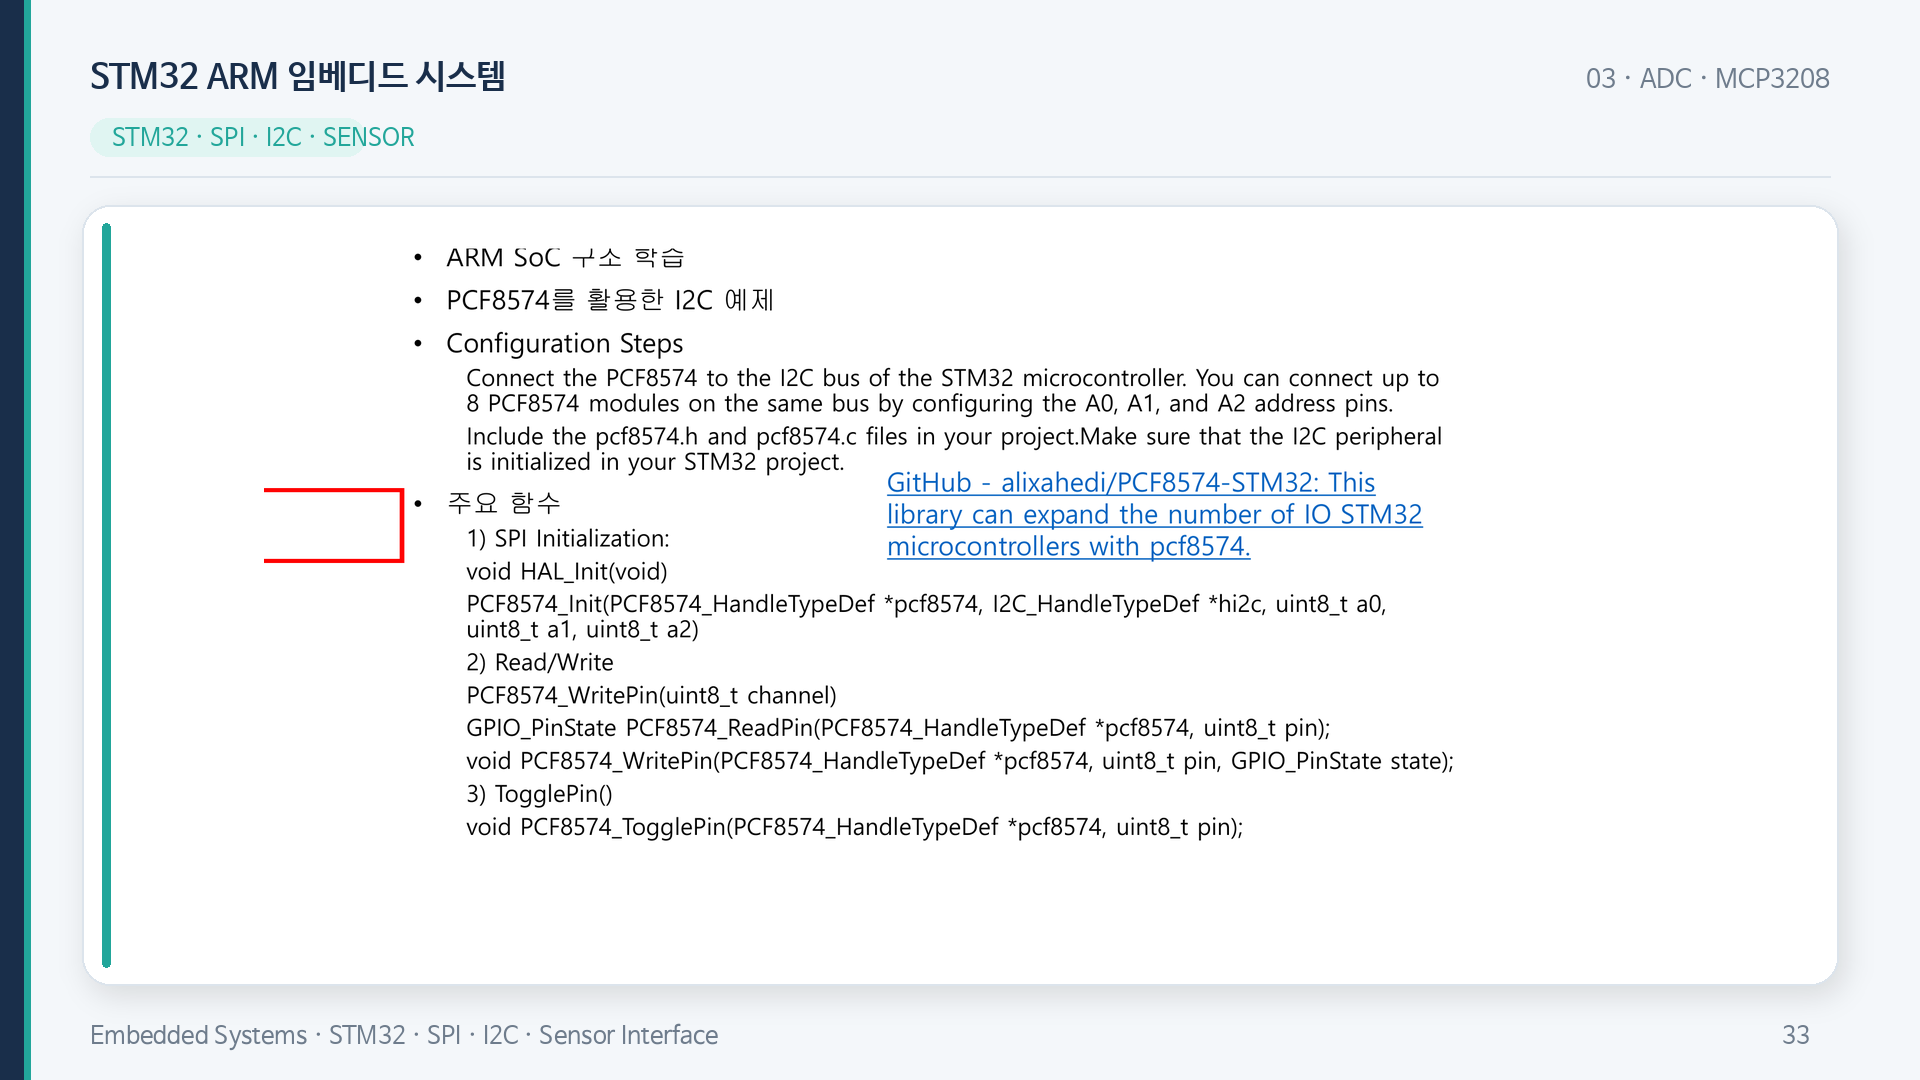 STM32 ARM 임베디드 시스템
03 · ADC · MCP3208
STM32 · SPI · I2C · SENSOR
• ARM SoC 구조 학습
• PCF8574를 활용한 I2C 예제
• Configuration Steps
Connect the PCF8574 to the I2C bus of the STM32 microcontroller. You can connect up to
8 PCF8574 modules on the same bus by configuring the A0, A1, and A2 address pins.
Include the pcf8574.h and pcf8574.c files in your project.Make sure that the I2C peripheral
is initialized in your STM32 project.
GitHub - alixahedi/PCF8574-STM32: This
library can expand the number of IO STM32
microcontrollers with pcf8574.
• 주요 함수
1) SPI Initialization:
void HAL_Init(void)
PCF8574_Init(PCF8574_HandleTypeDef *pcf8574, I2C_HandleTypeDef *hi2c, uint8_t a0,
uint8_t a1, uint8_t a2)
2) Read/Write
PCF8574_WritePin(uint8_t channel)
GPIO_PinState PCF8574_ReadPin(PCF8574_HandleTypeDef *pcf8574, uint8_t pin);
void PCF8574_WritePin(PCF8574_HandleTypeDef *pcf8574, uint8_t pin, GPIO_PinState state);
3) TogglePin()
void PCF8574_TogglePin(PCF8574_HandleTypeDef *pcf8574, uint8_t pin);
Embedded Systems · STM32 · SPI · I2C · Sensor Interface
33